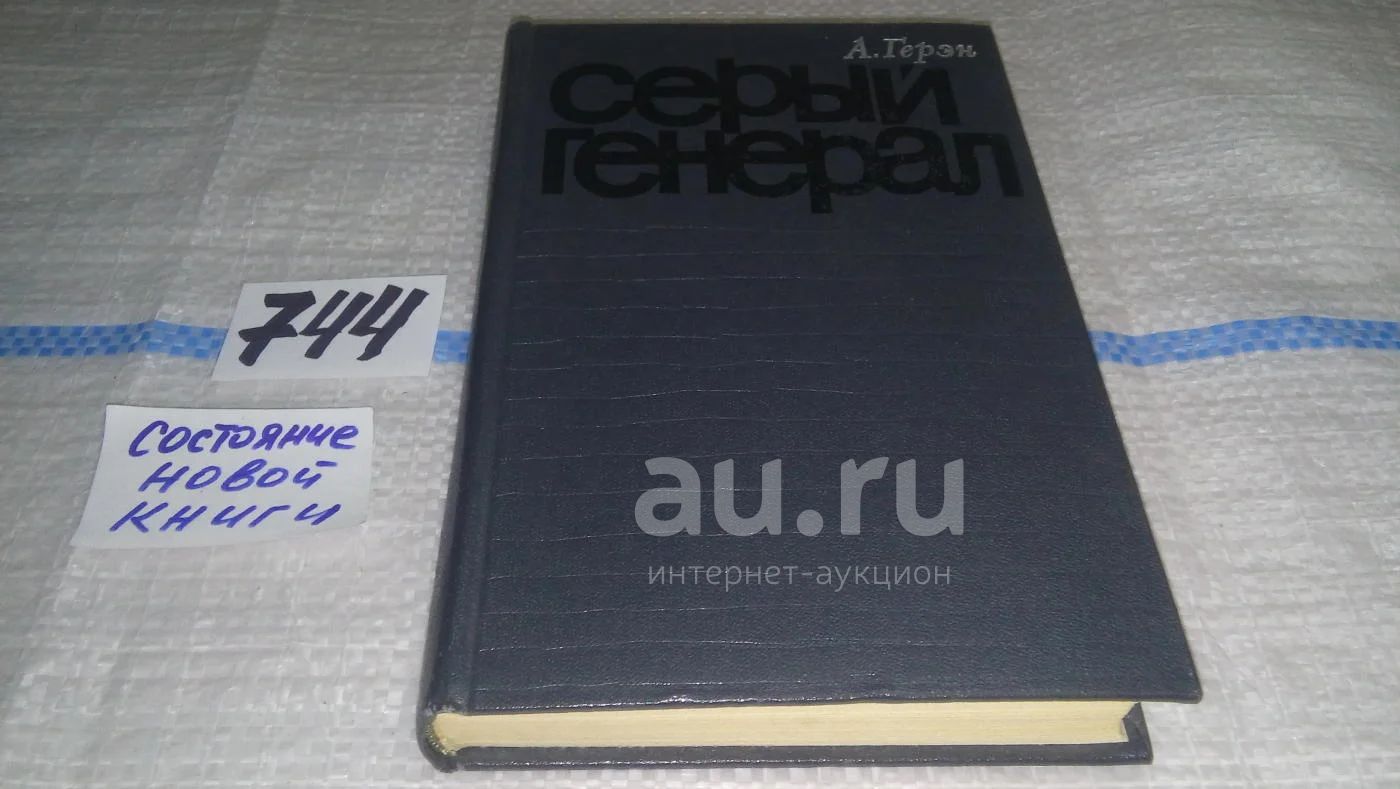 А.Герэн
серый
генерал
744
состояние
новой
книги
au.ru
интернет-аукцион